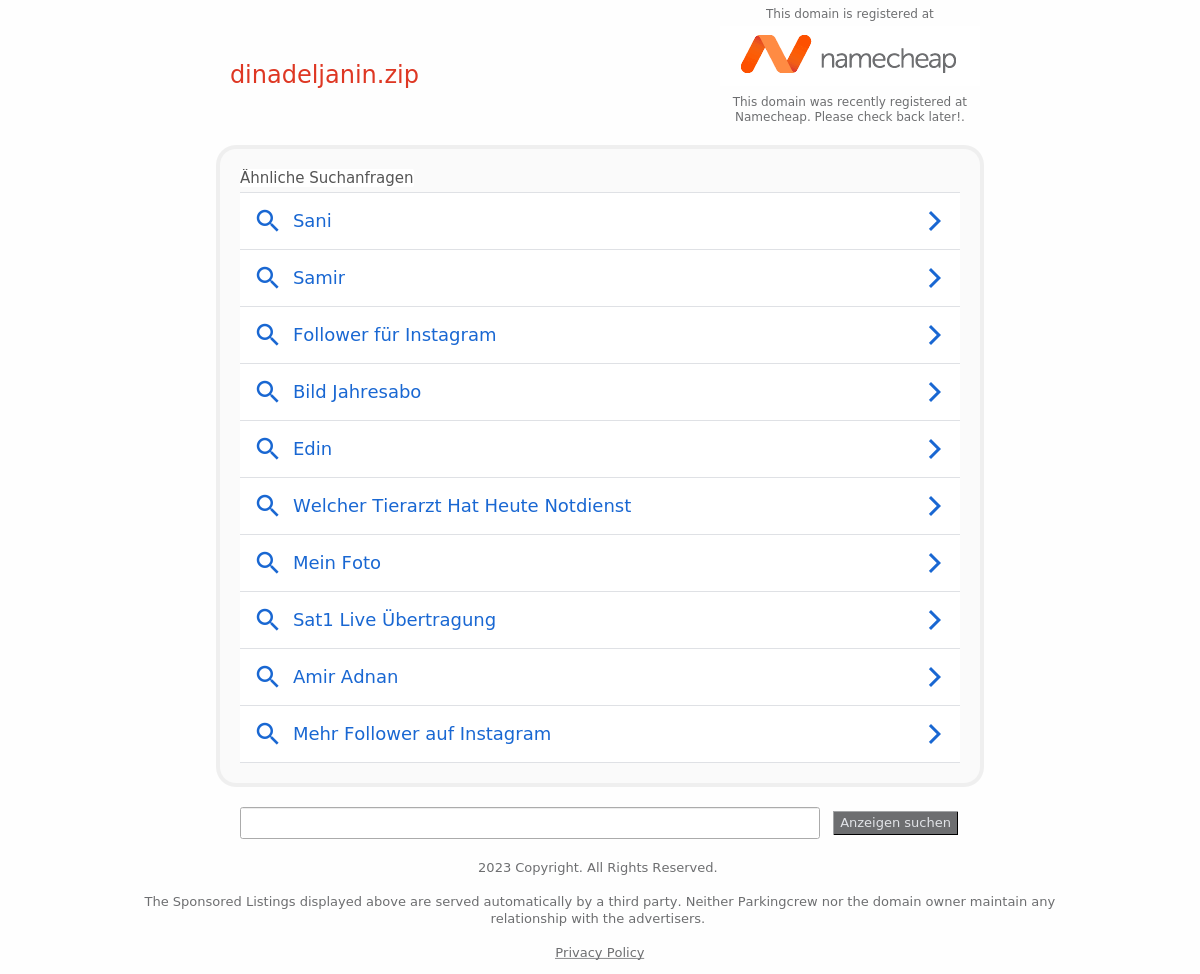 This domain is registered at
namecheap
dinadeljanin.zip
This domain was recently registered at
Namecheap. Please check back later!.
Ähnliche Suchanfragen
Sani
Samir
Follower für Instagram
Bild Jahresabo
Edin
Welcher Tierarzt Hat Heute Notdienst
Mein Foto
Sat1 Live Übertragung
Amir Adnan
Mehr Follower auf Instagram
Anzeigen suchen
2023 Copyright. All Rights Reserved.
The Sponsored Listings displayed above are served automatically by a third party. Neither Parkingcrew nor the domain owner maintain any
relationship with the advertisers.
Privacy Policy